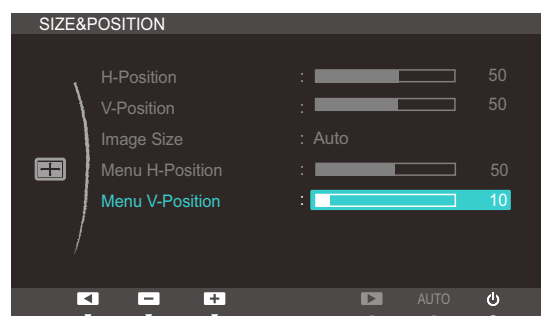 SIZE&POSITION
H-Position : 50
V-Position : 50
Image Size : Auto
Menu H-Position : 50
Menu V-Position : 10
AUTO